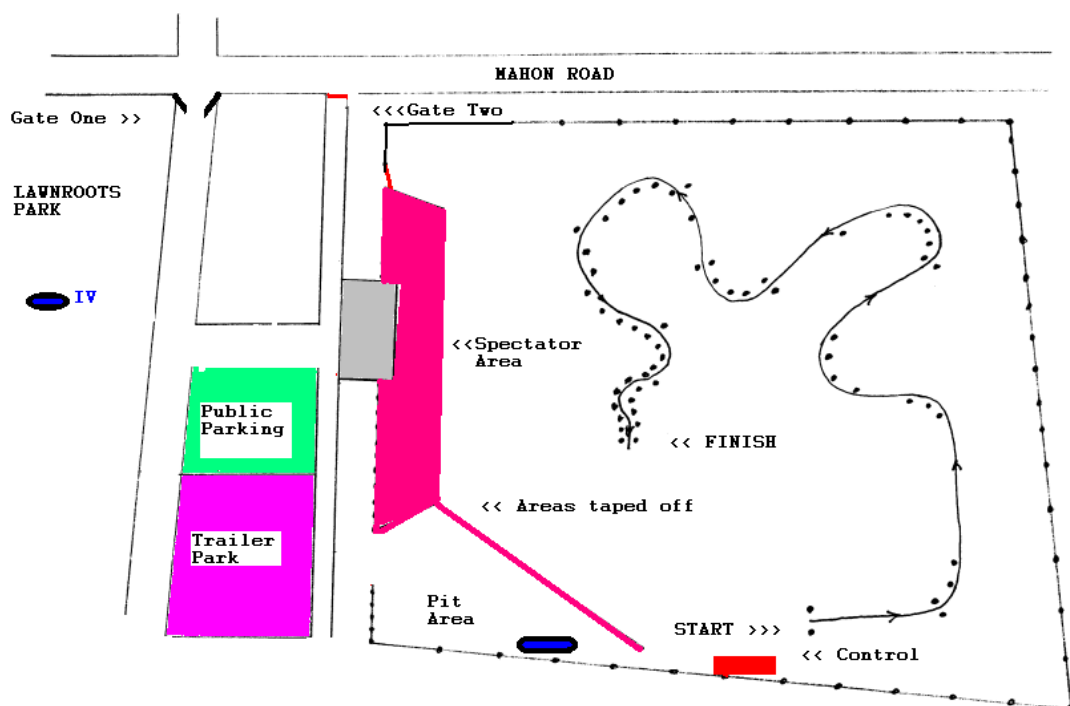 MAHON ROAD
<<<Gate Two
Gate One >>
LAWNROOTS
PARK
IV
<<Spectator
Area
Public
Parking
<< FINISH
<< Areas taped off
Trailer
Park
Pit
Area
START >>>
<< Control